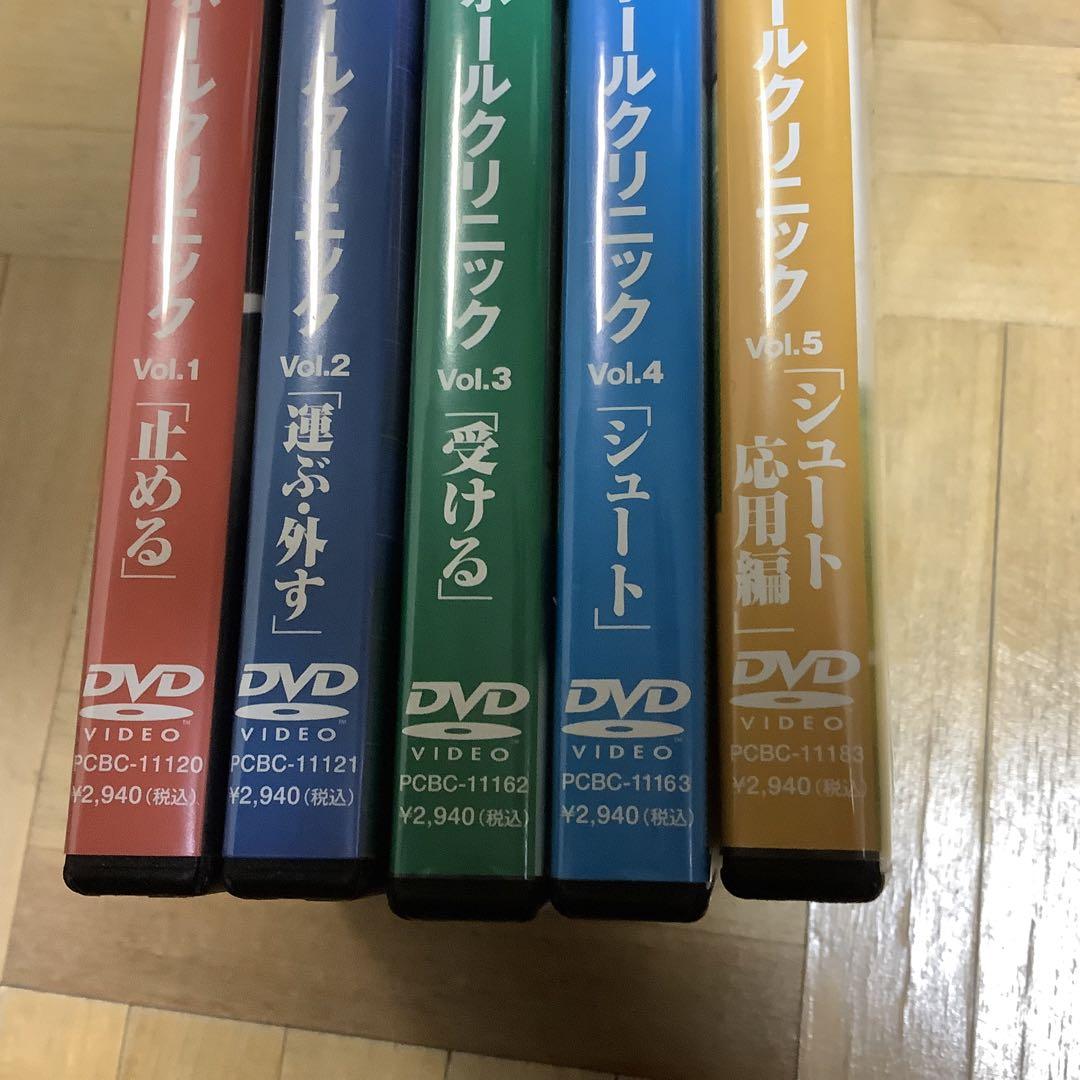 ボールクリニック
Vol.1
「止める」
DVD
VIDEO
PCBC-11120
¥2,940(税込)
ールクリニック
Vol.2
「運ぶ・外す」
DVD
VIDEO
PCBC-11121
¥2,940(税込)
ボールクリニック
Vol.3
「受ける」
DVD
VIDEO
PCBC-11162
¥2,940(税込)
ールクリニック
Vol.4
「シュート」
DVD
VIDEO
PCBC-11163
¥2,940(税込)
ールクリニック
Vol.5
「シュート
応用編」
DVD
VIDEO
PCBC-11183
¥2,940(税込)